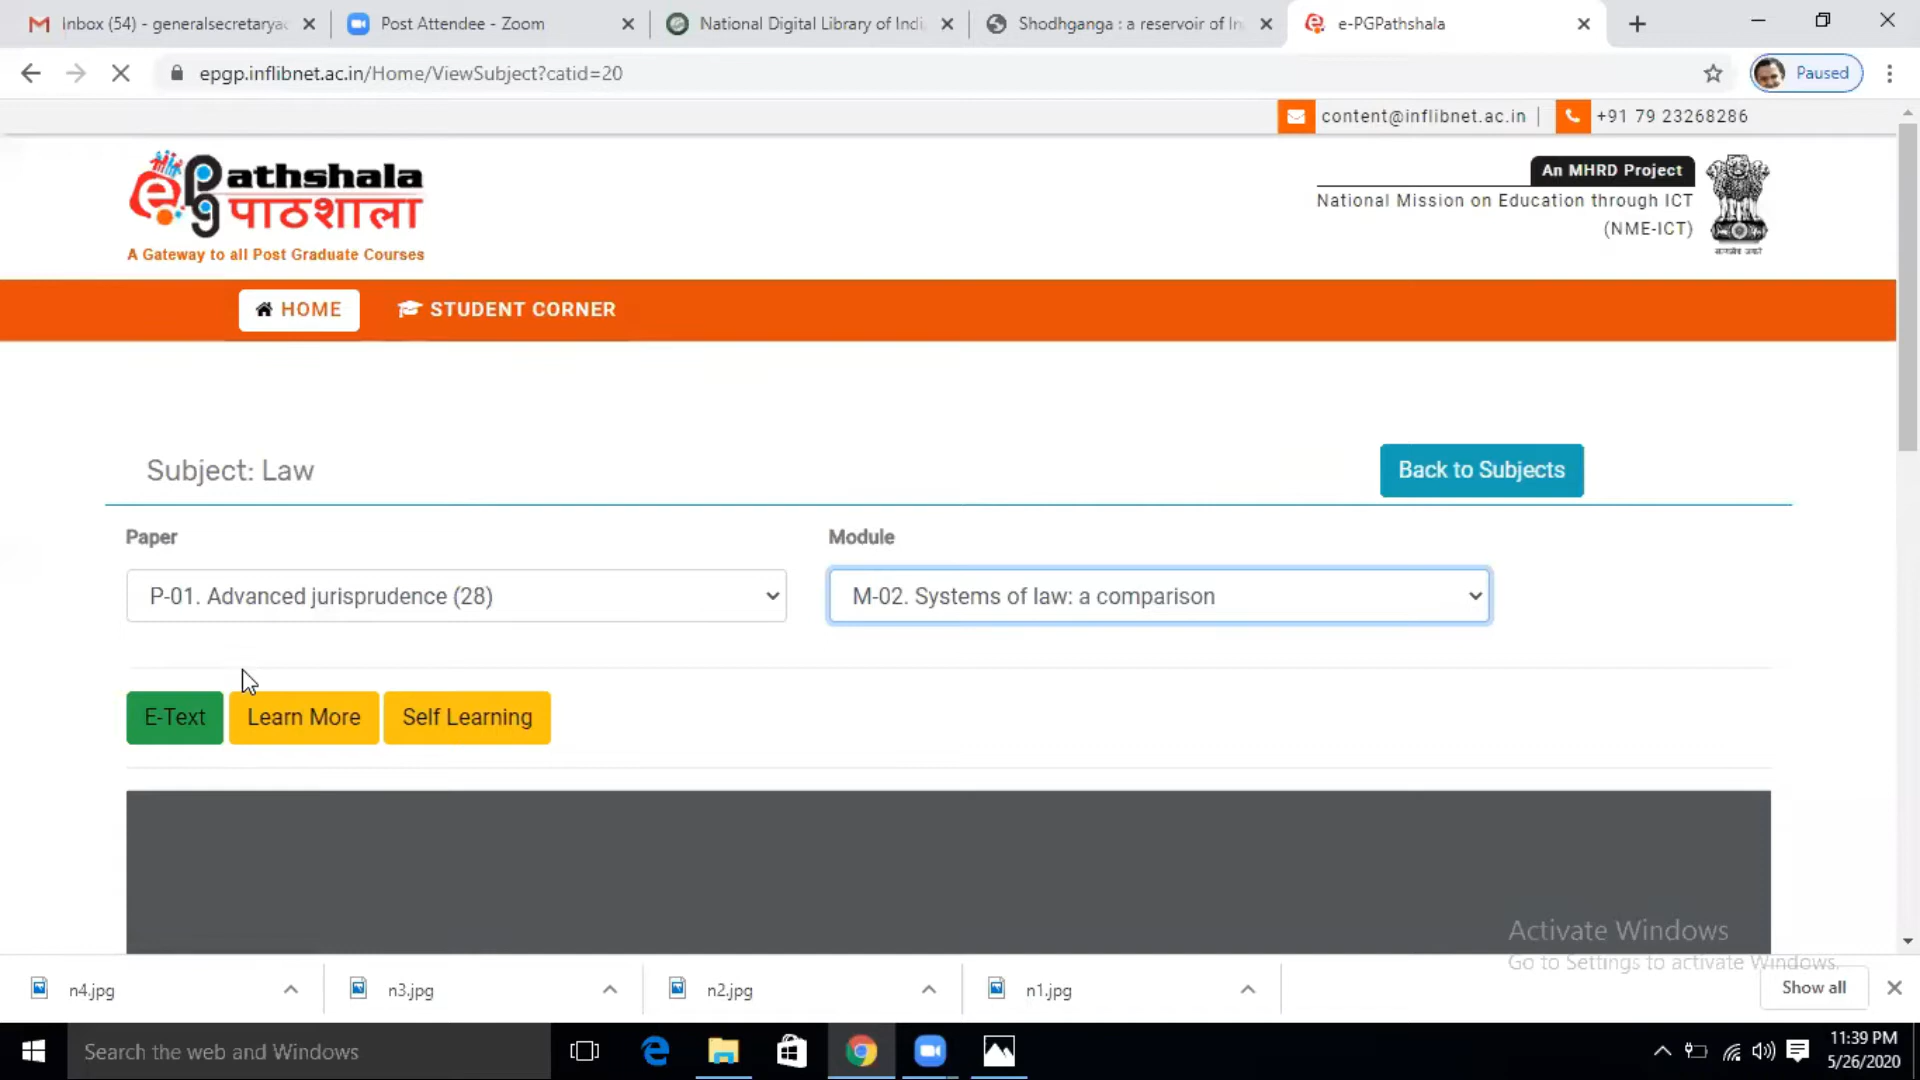 Inbox (54) - generalsecretaryac
Post Attendee - Zoom
National Digital Library of Indi
Shodhganga : a reservoir of In
e-PGPathshala
epgp.inflibnet.ac.in/Home/ViewSubject?catid=20
Paused
content@inflibnet.ac.in |
+91 79 23268286
e
Pg
athshala
पाठशाला
A Gateway to all Post Graduate Courses
An MHRD Project
National Mission on Education through ICT
(NME-ICT)
सत्यमेव जयते
HOME
STUDENT CORNER
Subject: Law
Back to Subjects
Paper
Module
P-01. Advanced jurisprudence (28)
M-02. Systems of law: a comparison
E-Text
Learn More
Self Learning
Activate Windows
Go to Settings to activate Windows.
n4.jpg
n3.jpg
n2.jpg
n1.jpg
Show all
Search the web and Windows
11:39 PM
5/26/2020